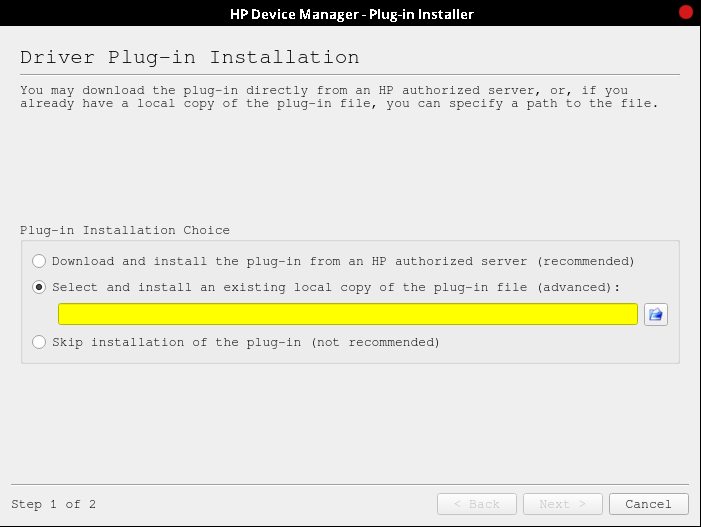 HP Device Manager - Plug-in Installer
Driver Plug-in Installation
You may download the plug-in directly from an HP authorized server, or, if you
already have a local copy of the plug-in file, you can specify a path to the file.
Plug-in Installation Choice
Download and install the plug-in from an HP authorized server (recommended)
Select and install an existing local copy of the plug-in file (advanced):
Skip installation of the plug-in (not recommended)
Step 1 of 2
< Back
Next >
Cancel